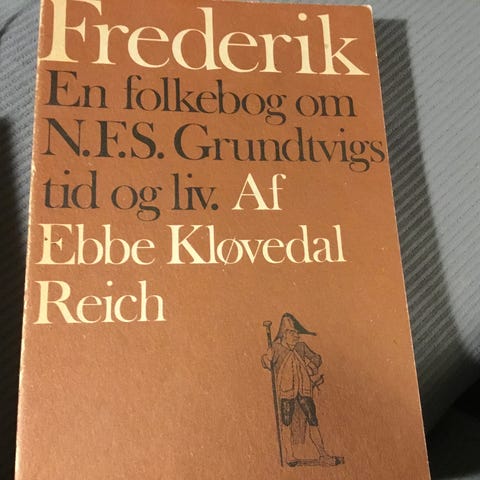 Frederik
En folkebog om
N.F.S. Grundtvigs
tid og liv. Af
Ebbe Kløvedal
Reich